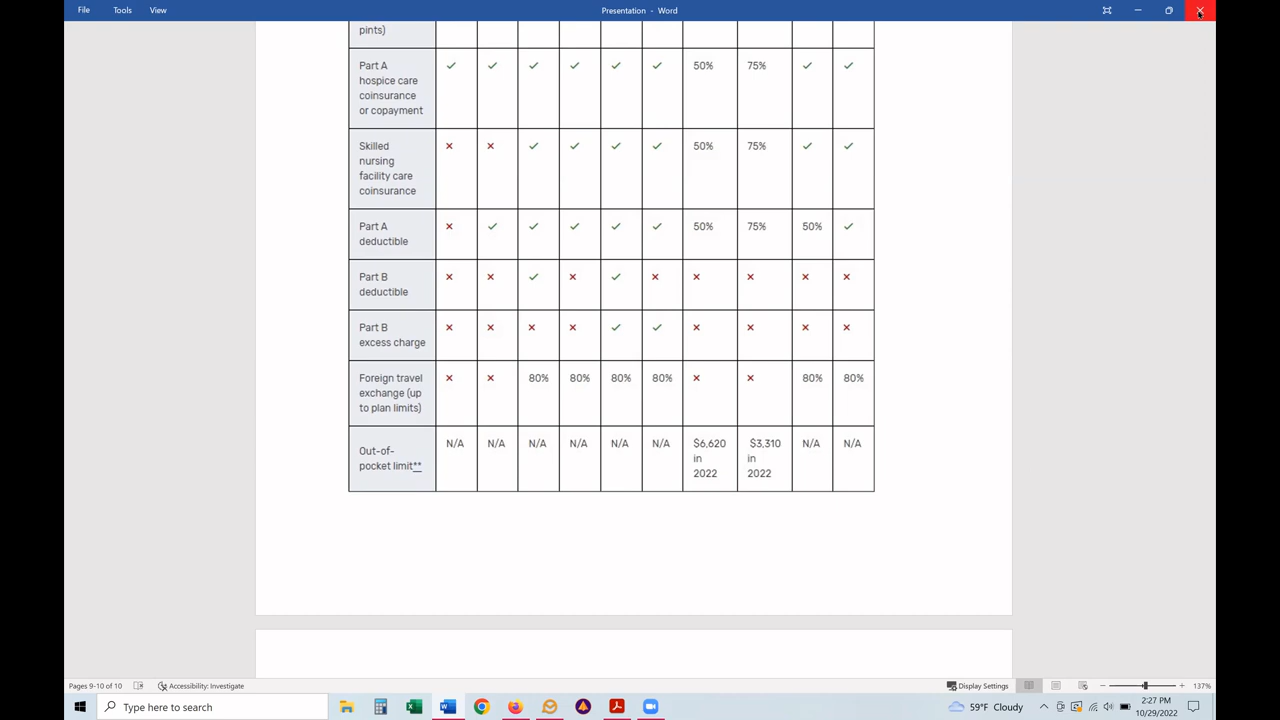 File Tools View Presentation - Word
pints)
Part A hospice care coinsurance or copayment ✓ ✓ ✓ ✓ ✓ ✓ 50% 75% ✓ ✓
Skilled nursing facility care coinsurance × × ✓ ✓ ✓ ✓ 50% 75% ✓ ✓
Part A deductible × ✓ ✓ ✓ ✓ ✓ 50% 75% 50% ✓
Part B deductible × × ✓ × ✓ × × × × ×
Part B excess charge × × × × ✓ ✓ × × × ×
Foreign travel exchange (up to plan limits) × × 80% 80% 80% 80% × × 80% 80%
Out-of-pocket limit** N/A N/A N/A N/A N/A N/A $6,620 in 2022 $3,310 in 2022 N/A N/A
Pages 9-10 of 10 Accessibility: Investigate Display Settings 137%
Type here to search 59°F Cloudy 2:27 PM
10/29/2022